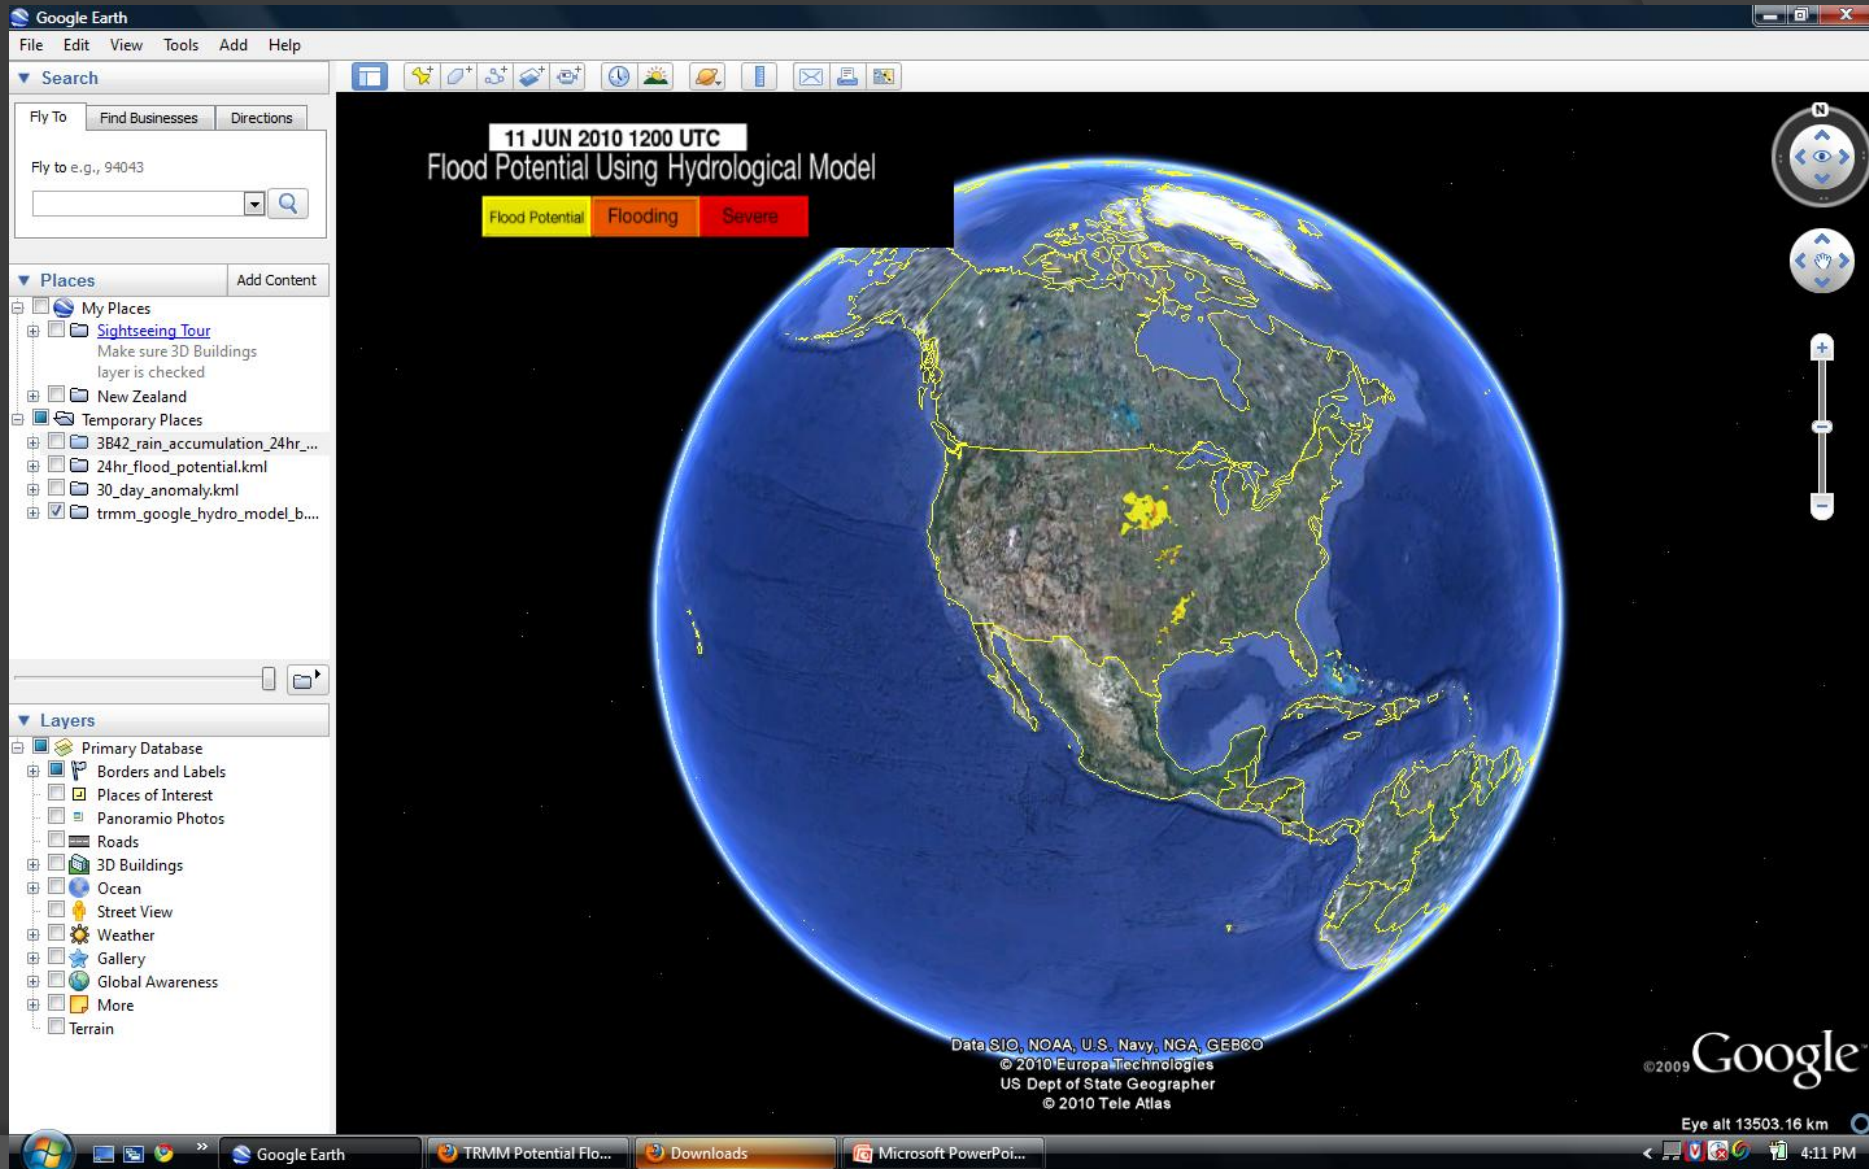 Google Earth
File Edit View Tools Add Help
Search
Fly To Find Businesses Directions
Fly to e.g., 94043
Places Add Content
My Places
Sightseeing Tour
Make sure 3D Buildings
layer is checked
New Zealand
Temporary Places
3B42_rain_accumulation_24hr_...
24hr_flood_potential.kml
30_day_anomaly.kml
trmm_google_hydro_model_b....
Layers
Primary Database
Borders and Labels
Places of Interest
Panoramio Photos
Roads
3D Buildings
Ocean
Street View
Weather
Gallery
Global Awareness
More
Terrain
11 JUN 2010 1200 UTC
Flood Potential Using Hydrological Model
Flood Potential Flooding Severe
N
Data SIO, NOAA, U.S. Navy, NGA, GEBCO
© 2010 Europa Technologies
US Dept of State Geographer
© 2010 Tele Atlas
©2009 Google
Eye alt 13503.16 km
Google Earth TRMM Potential Flo... Downloads Microsoft PowerPoi... 4:11 PM